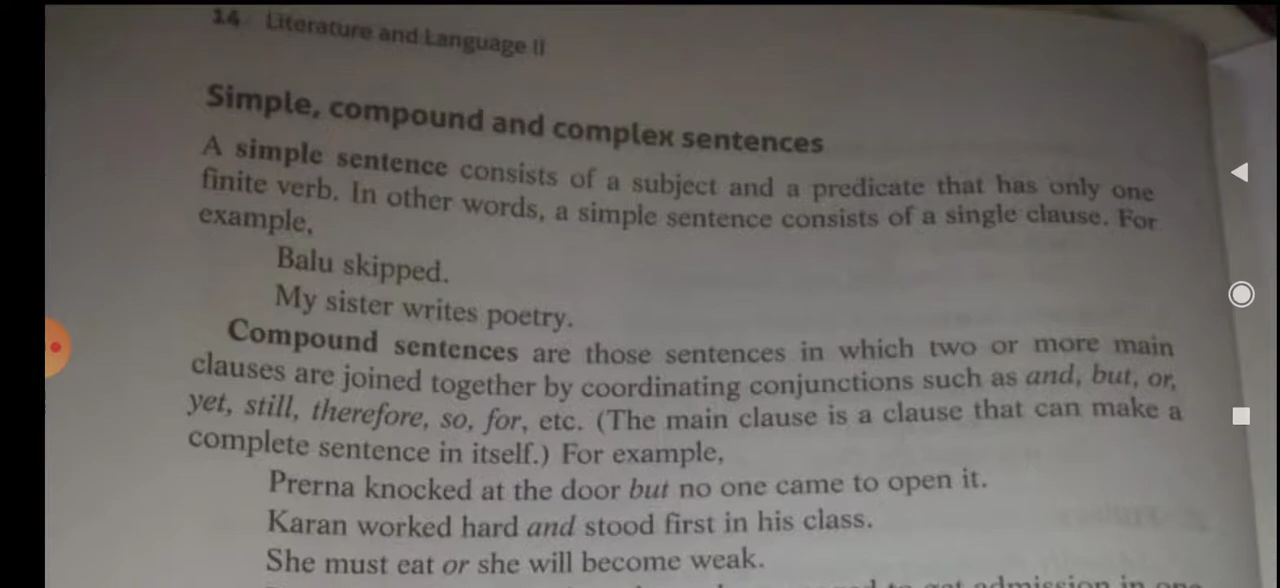 14 Literature and Language II
Simple, compound and complex sentences
A simple sentence consists of a subject and a predicate that has only one
finite verb. In other words, a simple sentence consists of a single clause. For
example,
Balu skipped.
My sister writes poetry.
Compound sentences are those sentences in which two or more main
clauses are joined together by coordinating conjunctions such as and, but, or,
yet, still, therefore, so, for, etc. (The main clause is a clause that can make a
complete sentence in itself.) For example,
Prerna knocked at the door but no one came to open it.
Karan worked hard and stood first in his class.
She must eat or she will become weak.
to get admission in one